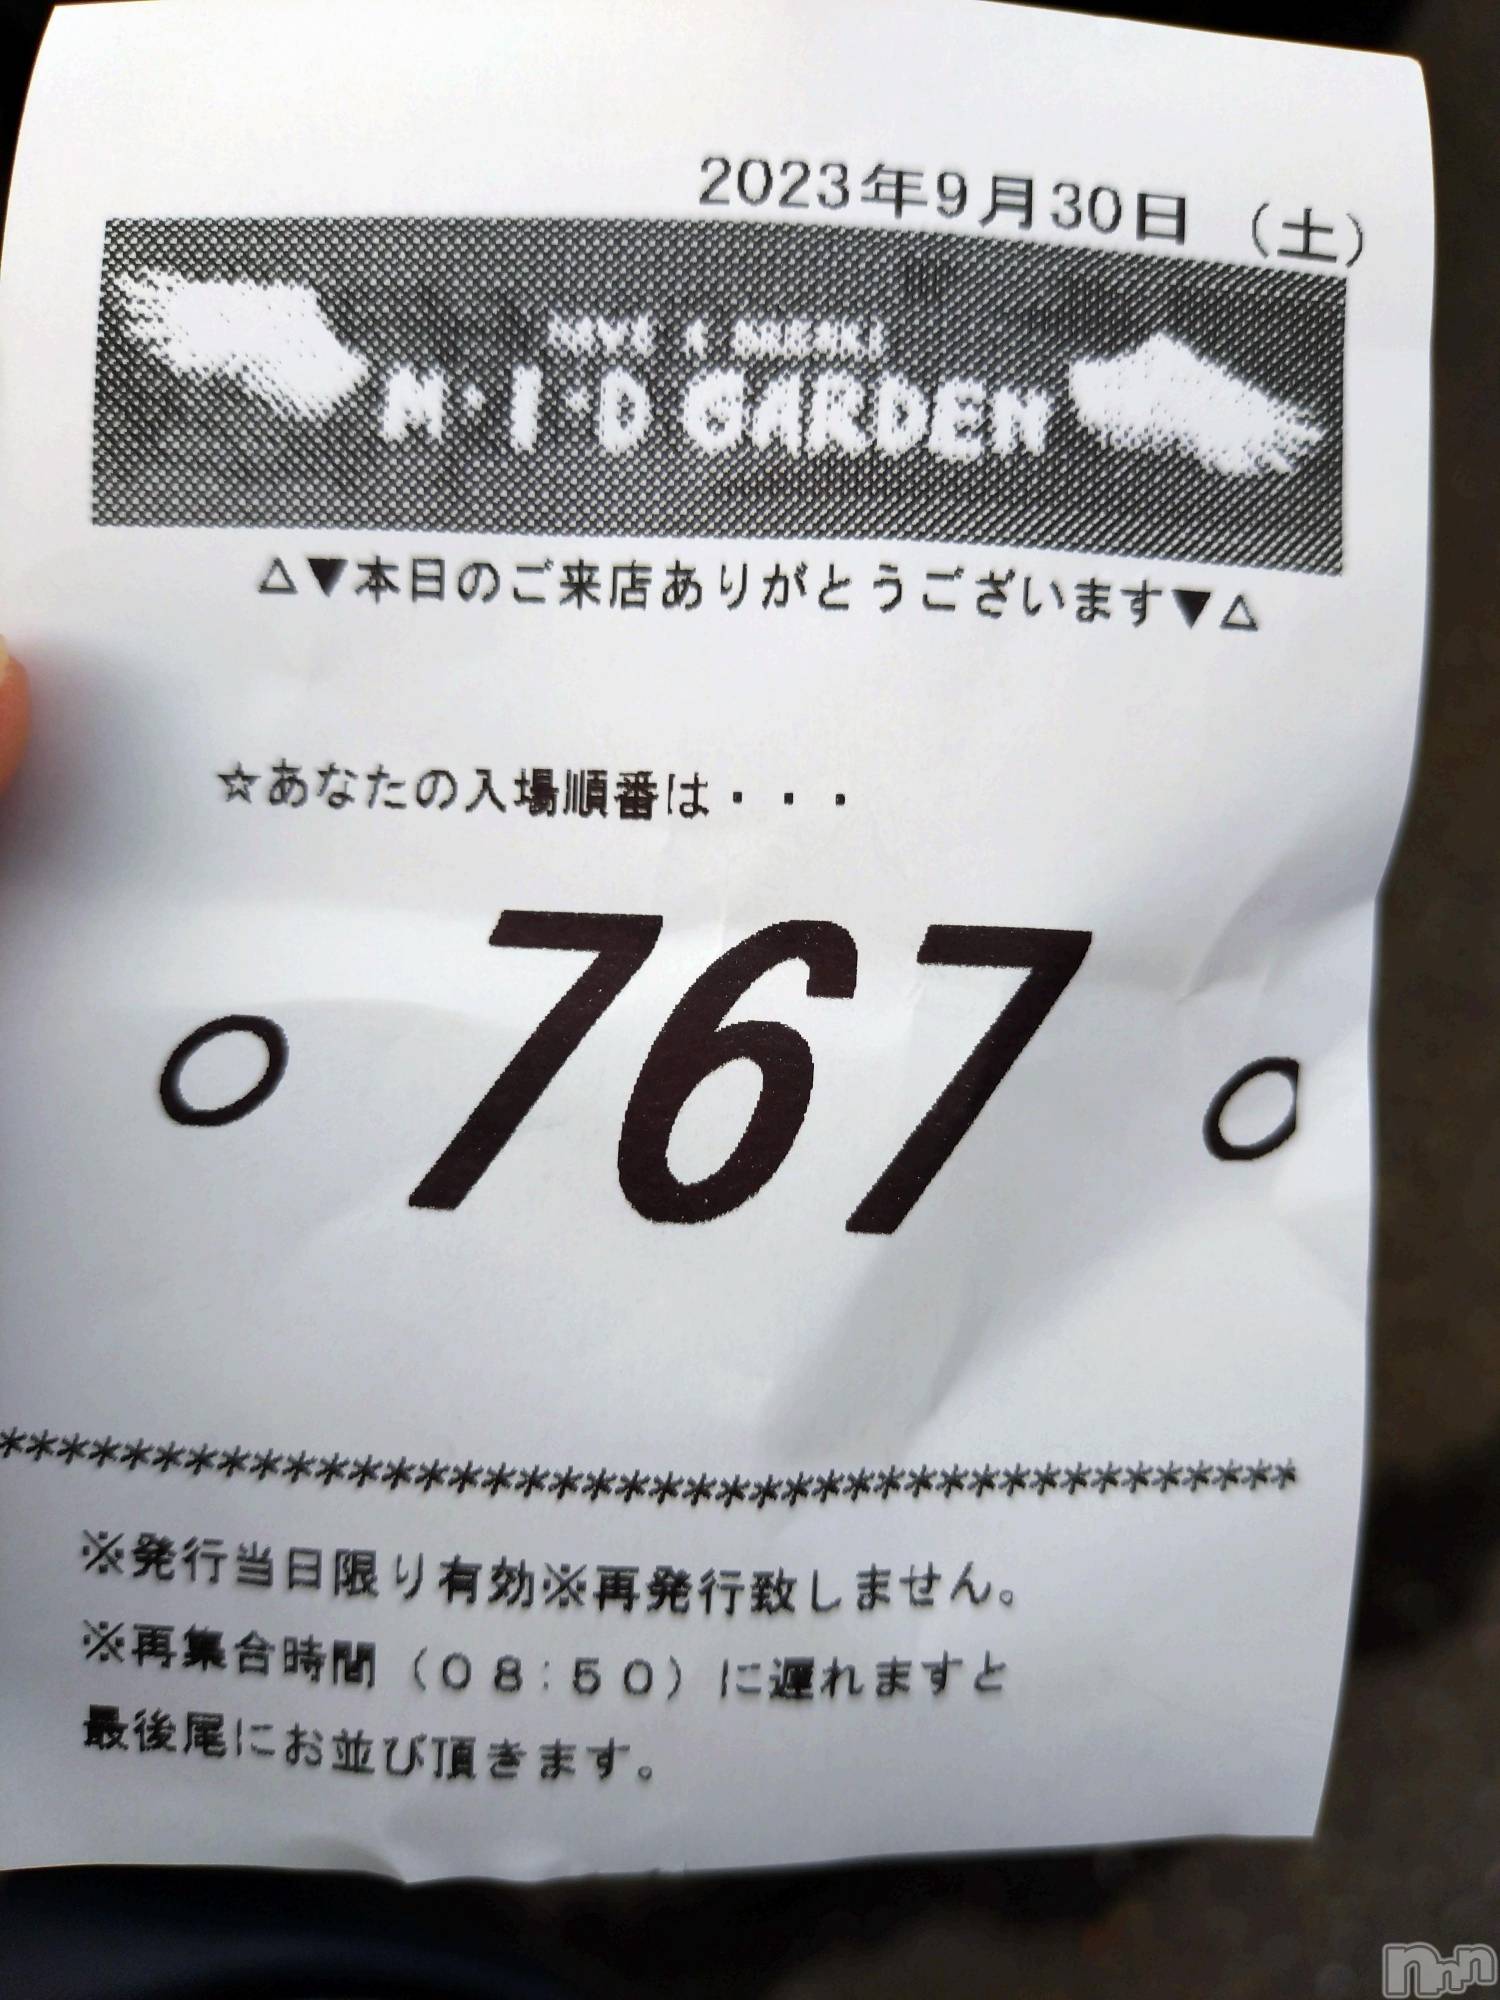 2023年9月30日 (土)
HAVE A BREAK!
M・I・D GARDEN
△▼本日のご来店ありがとうございます▼△
☆あなたの入場順番は・・・
○ 767 ○
****************************************
※発行当日限り有効※再発行致しません。
※再集合時間（08:50）に遅れますと
最後尾にお並び頂きます。
nnn